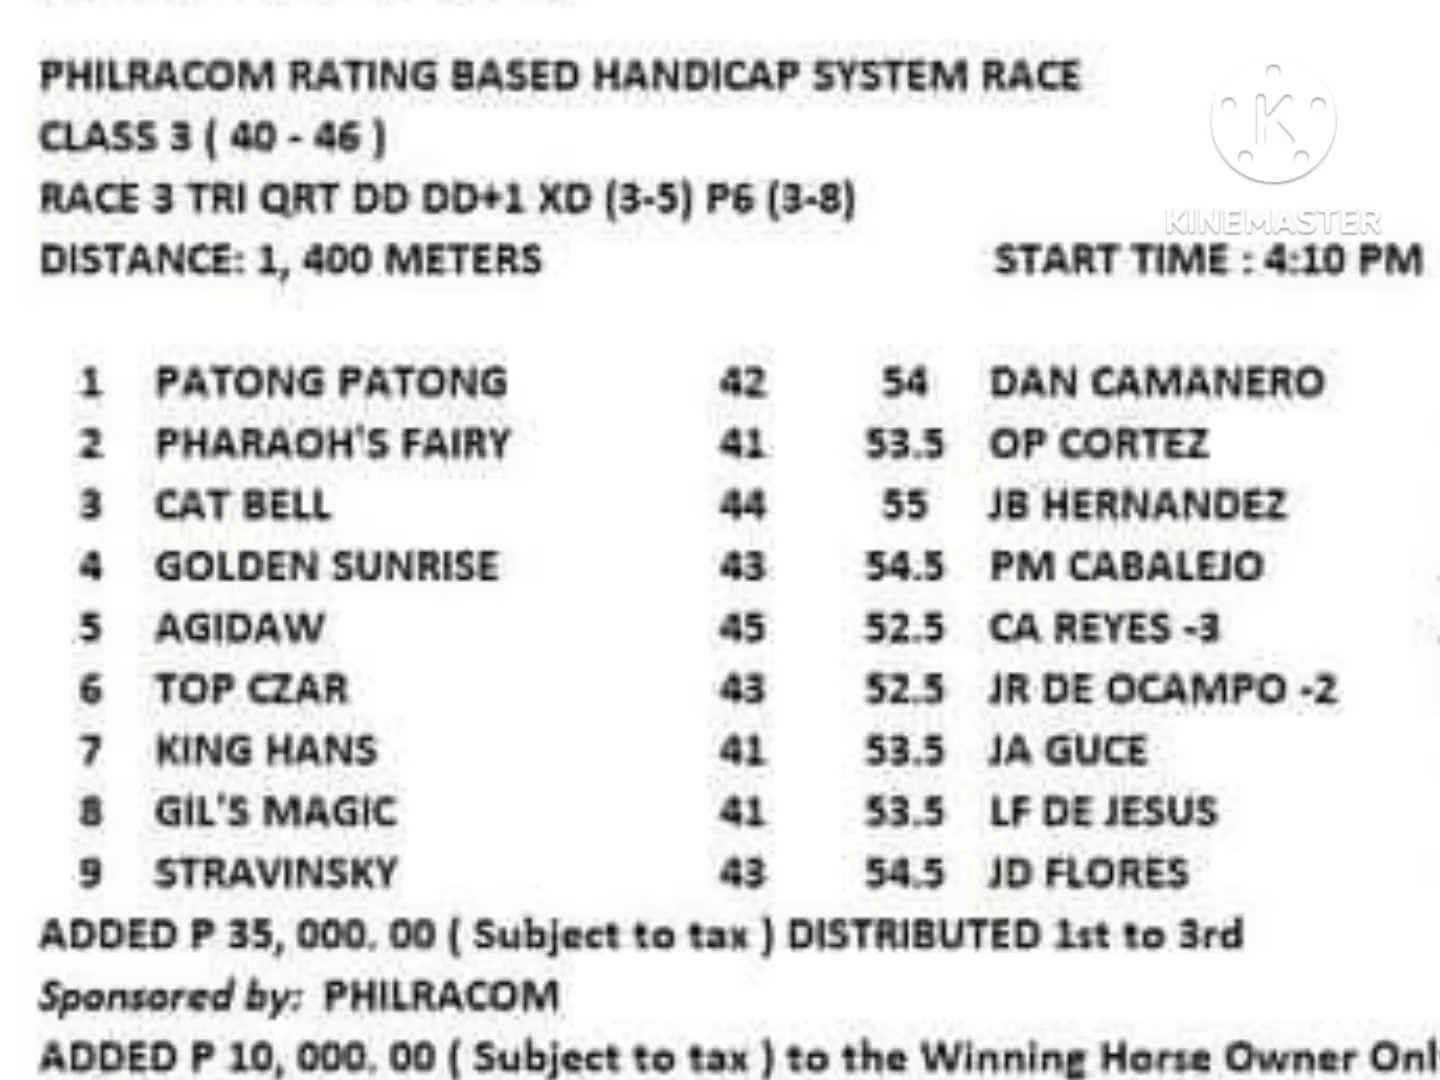 PHILRACOM RATING BASED HANDICAP SYSTEM RACE
CLASS 3 ( 40 - 46 )
RACE 3 TRI QRT DD DD+1 XD (3-5) P6 (3-8)
KINEMASTER
DISTANCE: 1, 400 METERS START TIME : 4:10 PM
1 PATONG PATONG 42 54 DAN CAMANERO
2 PHARAOH'S FAIRY 41 53.5 OP CORTEZ
3 CAT BELL 44 55 JB HERNANDEZ
4 GOLDEN SUNRISE 43 54.5 PM CABALEJO
5 AGIDAW 45 52.5 CA REYES -3
6 TOP CZAR 43 52.5 JR DE OCAMPO -2
7 KING HANS 41 53.5 JA GUCE
8 GIL'S MAGIC 41 53.5 LF DE JESUS
9 STRAVINSKY 43 54.5 JD FLORES
ADDED P 35, 000. 00 ( Subject to tax ) DISTRIBUTED 1st to 3rd
Sponsored by: PHILRACOM
ADDED P 10, 000. 00 ( Subject to tax ) to the Winning Horse Owner